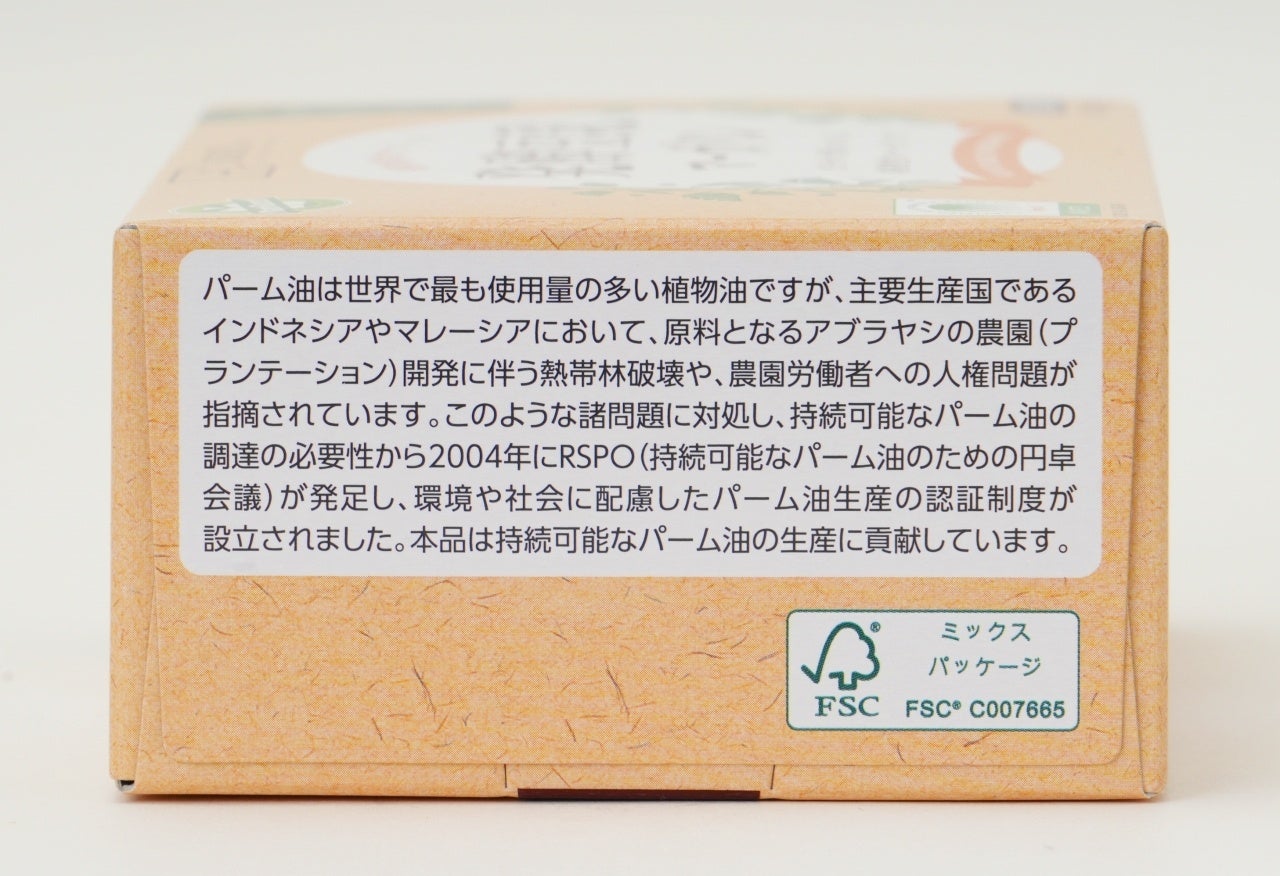 パーム油は世界で最も使用量の多い植物油ですが、主要生産国である
インドネシアやマレーシアにおいて、原料となるアブラヤシの農園（プ
ランテーション）開発に伴う熱帯林破壊や、農園労働者への人権問題が
指摘されています。このような諸問題に対処し、持続可能なパーム油の
調達の必要性から2004年にRSPO（持続可能なパーム油のための円卓
会議）が発足し、環境や社会に配慮したパーム油生産の認証制度が
設立されました。本品は持続可能なパーム油の生産に貢献しています。
ミックス
パッケージ
FSC
FSC® C007665